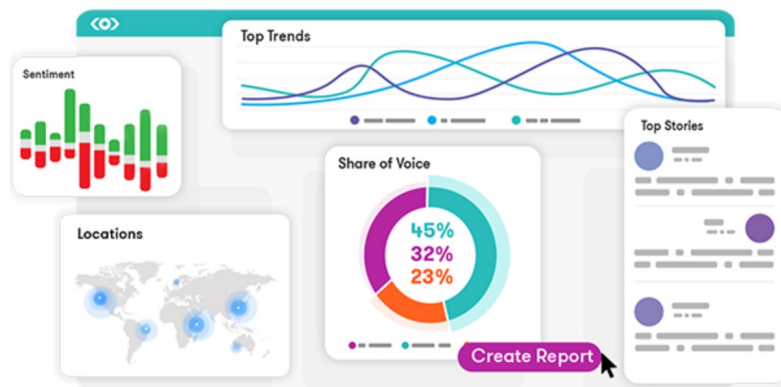 Top Trends
Sentiment
Top Stories
Share of Voice
45%
32%
23%
Locations
Create Report